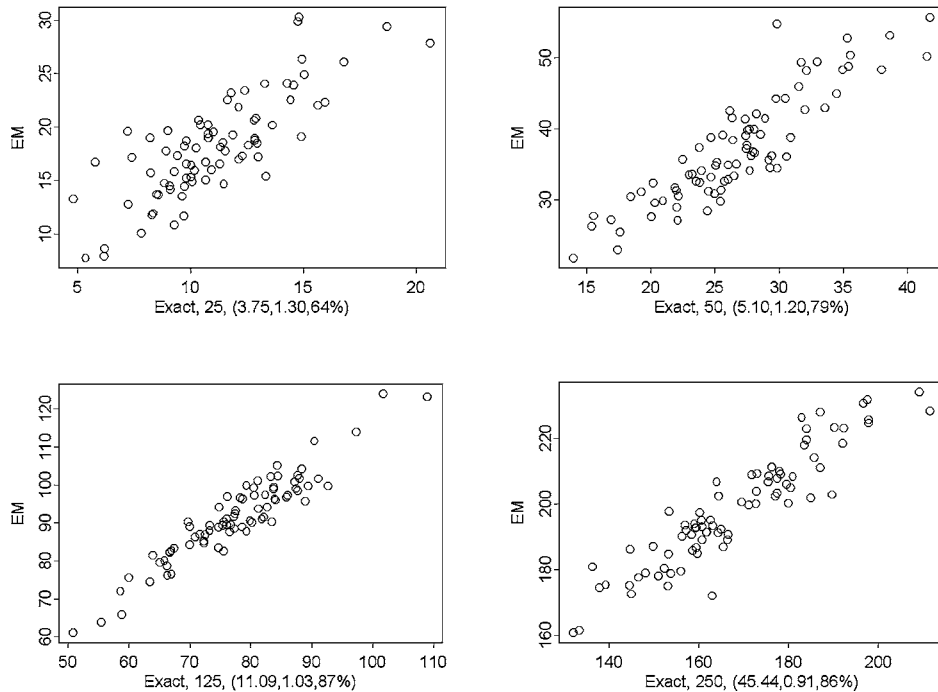 30
25
20
15
10
EM
5 10 15 20
Exact, 25, (3.75,1.30,64%)
50
40
30
EM
15 20 25 30 35 40
Exact, 50, (5.10,1.20,79%)
120
110
100
90
80
70
60
EM
50 60 70 80 90 100 110
Exact, 125, (11.09,1.03,87%)
220
200
180
160
EM
140 160 180 200
Exact, 250, (45.44,0.91,86%)